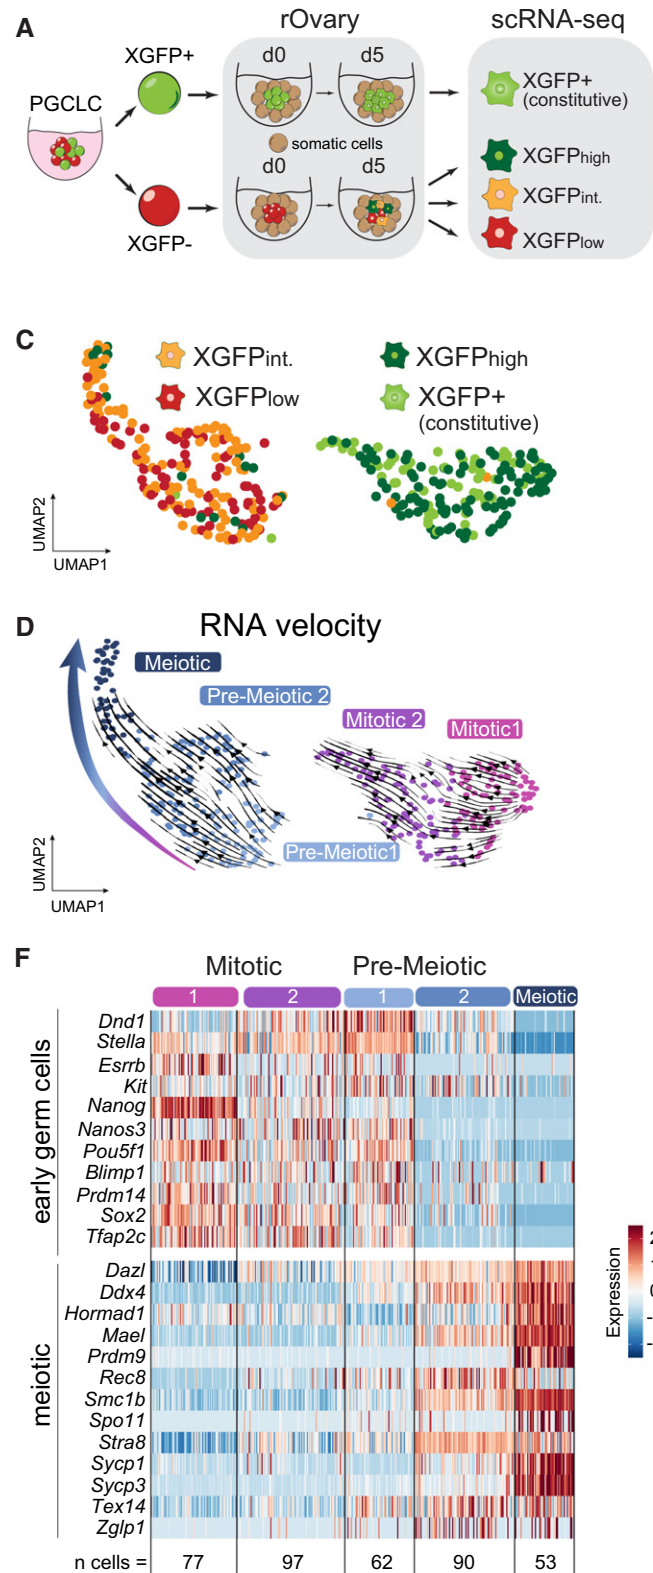 A
rOvary
scRNA-seq
XGFP+
d0
d5
PGCLC
XGFP+
(constitutive)
somatic cells
XGFPhigh
d0
d5
XGFPint.
XGFP-
XGFPlow
C
XGFPint.
XGFPhigh
XGFPlow
XGFP+
(constitutive)
UMAP2
UMAP1
D
RNA velocity
Meiotic
Pre-Meiotic 2
Mitotic 2
Mitotic1
Pre-Meiotic1
UMAP2
UMAP1
F
Mitotic
Pre-Meiotic
1
2
1
2
Meiotic
early germ cells
Dnd1
Stella
Esrrb
Kit
Nanog
Nanos3
Pou5f1
Blimp1
Prdm14
Sox2
Tfap2c
meiotic
Dazl
Ddx4
Hormad1
Mael
Prdm9
Rec8
Smc1b
Spo11
Stra8
Sycp1
Sycp3
Tex14
Zglp1
Expression
n cells =
77
97
62
90
53